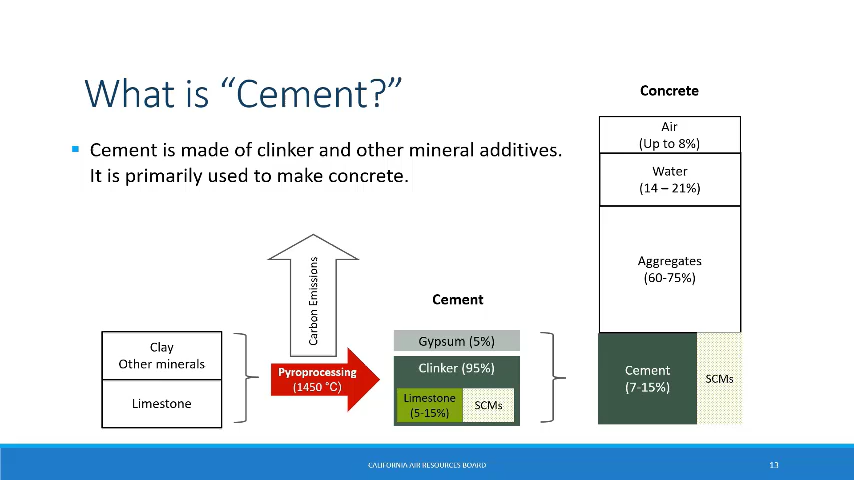 What is “Cement?”
Cement is made of clinker and other mineral additives.
It is primarily used to make concrete.
Clay
Other minerals
Limestone
Carbon Emissions
Pyroprocessing
(1450 °C)
Cement
Gypsum (5%)
Clinker (95%)
Limestone
(5-15%)
SCMs
Concrete
Air
(Up to 8%)
Water
(14 – 21%)
Aggregates
(60-75%)
Cement
(7-15%)
SCMs
CALIFORNIA AIR RESOURCES BOARD
13